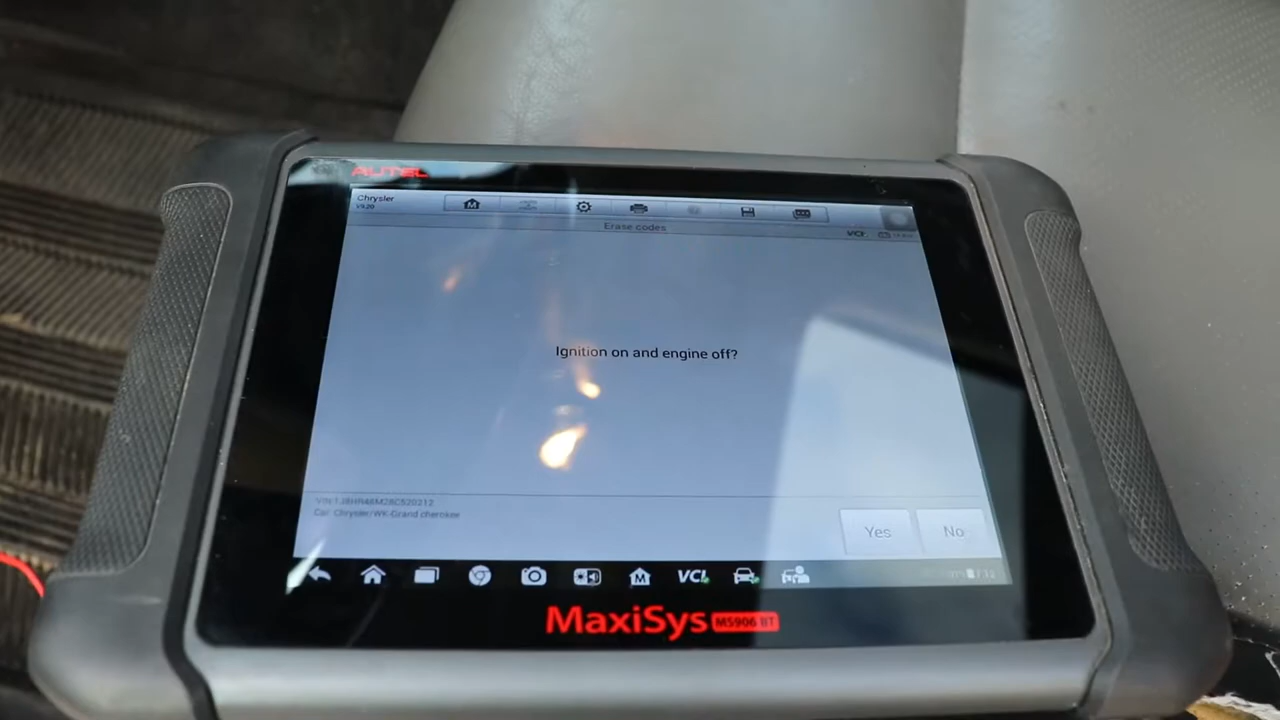 AUTEL
Chrysler
Erase codes
VCI
Ignition on and engine off?
Car: Chrysler/WK-Grand cherokee
Yes
No
VCI
MaxiSys MS906 BT